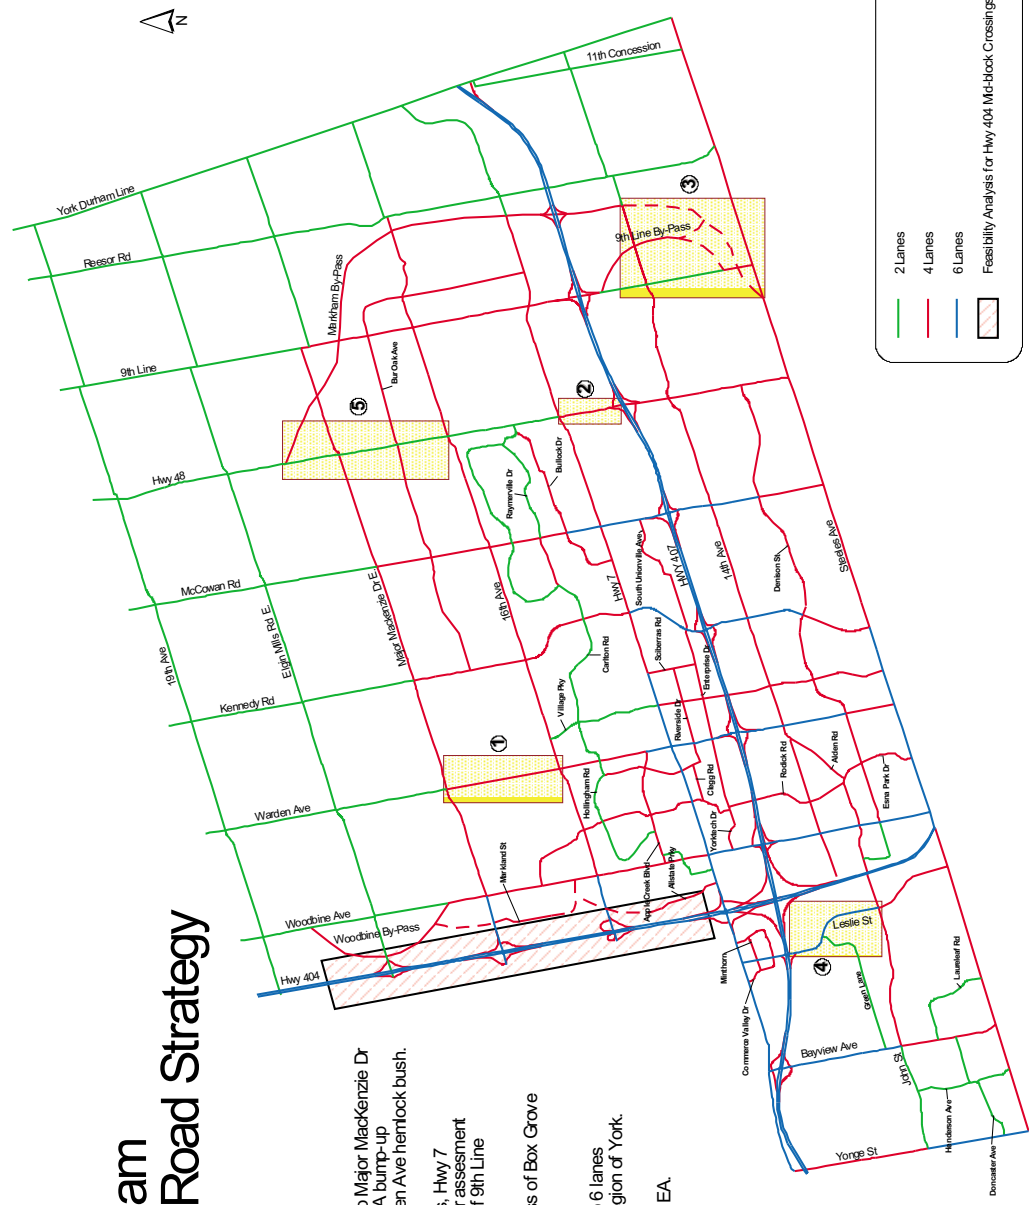 am
Road Strategy
o Major MacKenzie Dr
A bump-up
en Ave hemlock bush.
s, Hwy 7
r assesment
f 9th Line
ss of Box Grove
6 lanes
gion of York.
EA.
N
York Durham Line
Reesor Rd
9th Line
Hwy 48
McCowan Rd
Kennedy Rd
Warden Ave
Woodbine Ave
Woodbine By-Pass
Hwy 404
19th Ave
Elgin Mills Rd E.
Major Mackenzie Dr E.
16th Ave
Hwy 7
HWY 407
14th Ave
Steeles Ave
11th Concession
Markham By-Pass
Bur Oak Ave
9th Line By-Pass
Raymerville Dr
Bullock Dr
South Unionville Ave
Denison St.
Carlton Rd
Sciberras Rd
Enterprise Dr
Village Pky
Riverside Dr
Hollingham Rd
Clegg Rd
Rodick Rd
Alden Rd
Esna Park Dr
Yorktech Dr
Markland St
Apple Creek Blvd
Allstate Pky
Leslie St
Minthorn
Commerce Valley Dr
Green Lane
Laureleaf Rd
Bayview Ave
John St.
Henderson Ave
Doncaster Ave
Yonge St
1
2
3
4
5
2 Lanes
4 Lanes
6 Lanes
Feasibility Analysis for Hwy 404 Mid-block Crossings